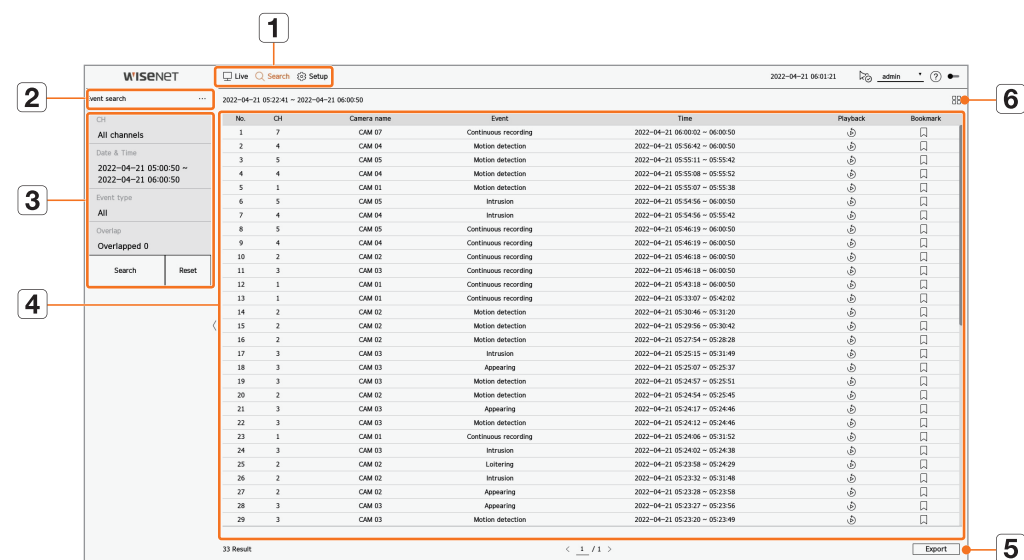 1
WISENET Live Search Setup 2022-04-21 06:01:21 admin ?
2
vent search ... 2022-04-21 05:22:41 ~ 2022-04-21 06:00:50
6
No. CH Camera name Event Time Playback Bookmark
1 7 CAM 07 Continuous recording 2022-04-21 06:00:02 ~ 06:00:50
2 4 CAM 04 Motion detection 2022-04-21 05:56:42 ~ 06:00:50
3 5 CAM 05 Motion detection 2022-04-21 05:55:11 ~ 05:55:42
4 4 CAM 04 Motion detection 2022-04-21 05:55:08 ~ 05:55:52
5 1 CAM 01 Motion detection 2022-04-21 05:55:07 ~ 05:55:38
6 5 CAM 05 Intrusion 2022-04-21 05:54:56 ~ 06:00:50
7 4 CAM 04 Intrusion 2022-04-21 05:54:56 ~ 05:55:42
8 5 CAM 05 Continuous recording 2022-04-21 05:46:19 ~ 06:00:50
9 4 CAM 04 Continuous recording 2022-04-21 05:46:19 ~ 06:00:50
10 2 CAM 02 Continuous recording 2022-04-21 05:46:18 ~ 06:00:50
11 3 CAM 03 Continuous recording 2022-04-21 05:46:18 ~ 06:00:50
12 1 CAM 01 Continuous recording 2022-04-21 05:43:18 ~ 06:00:50
13 1 CAM 01 Continuous recording 2022-04-21 05:33:07 ~ 05:42:02
14 2 CAM 02 Motion detection 2022-04-21 05:30:46 ~ 05:31:20
15 2 CAM 02 Motion detection 2022-04-21 05:29:56 ~ 05:30:42
16 2 CAM 02 Motion detection 2022-04-21 05:27:54 ~ 05:28:28
17 3 CAM 03 Intrusion 2022-04-21 05:25:15 ~ 05:31:49
18 3 CAM 03 Appearing 2022-04-21 05:25:07 ~ 05:25:37
19 3 CAM 03 Motion detection 2022-04-21 05:24:57 ~ 05:25:51
20 2 CAM 02 Motion detection 2022-04-21 05:24:54 ~ 05:25:45
21 3 CAM 03 Appearing 2022-04-21 05:24:17 ~ 05:24:46
22 3 CAM 03 Motion detection 2022-04-21 05:24:12 ~ 05:24:46
23 1 CAM 01 Continuous recording 2022-04-21 05:24:06 ~ 05:31:52
24 3 CAM 03 Intrusion 2022-04-21 05:24:02 ~ 05:24:38
25 2 CAM 02 Loitering 2022-04-21 05:23:58 ~ 05:24:29
26 2 CAM 02 Intrusion 2022-04-21 05:23:32 ~ 05:31:48
27 2 CAM 02 Appearing 2022-04-21 05:23:28 ~ 05:23:58
28 3 CAM 03 Appearing 2022-04-21 05:23:27 ~ 05:23:56
29 3 CAM 03 Motion detection 2022-04-21 05:23:20 ~ 05:23:49
3
CH
All channels
Date & Time
2022-04-21 05:00:50 ~
2022-04-21 06:00:50
Event type
All
Overlap
Overlapped 0
Search Reset
4
33 Result < 1 / 1 > Export
5